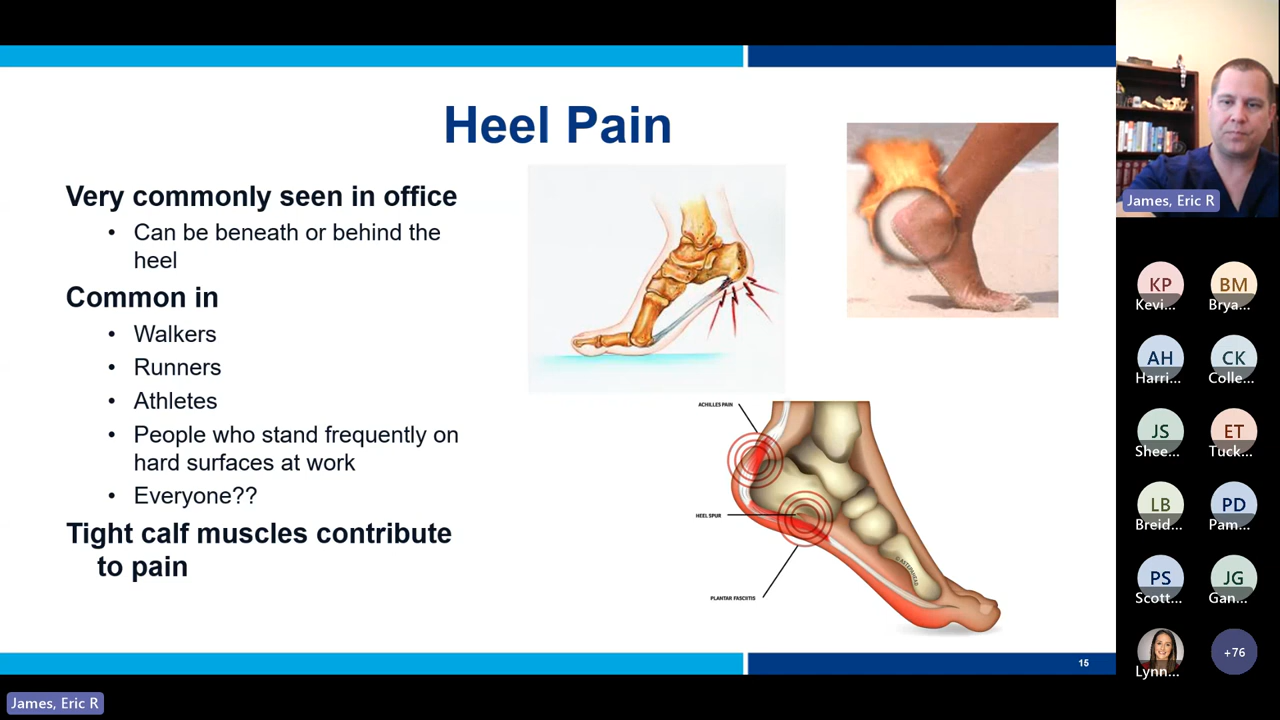 Heel Pain
Very commonly seen in office
• Can be beneath or behind the
heel
Common in
• Walkers
• Runners
• Athletes
• People who stand frequently on
hard surfaces at work
• Everyone??
Tight calf muscles contribute
to pain
ACHILLES PAIN
HEEL SPUR
PLANTAR FASCIITIS
15
James, Eric R
James, Eric R
KP
BM
Kevi...
Brya...
AH
CK
Harri...
Colle...
JS
ET
Shee...
Tuck...
LB
PD
Breid...
Pam...
PS
JG
Scott...
Gan...
Lynn...
+76